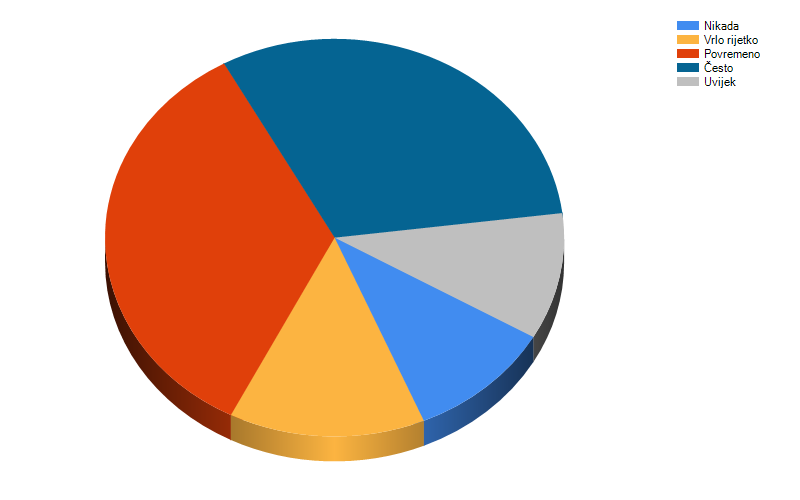 Nikada
Vrlo rijetko
Povremeno
Često
Uvijek